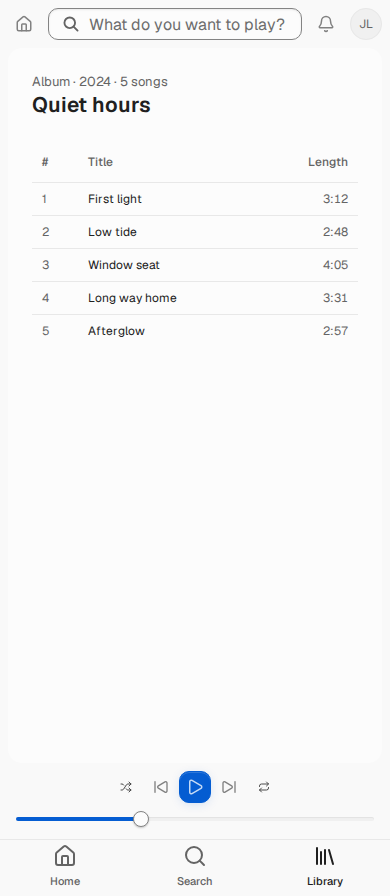 What do you want to play?
JL
Album · 2024 · 5 songs
Quiet hours
# Title Length
1 First light 3:12
2 Low tide 2:48
3 Window seat 4:05
4 Long way home 3:31
5 Afterglow 2:57
Home Search Library